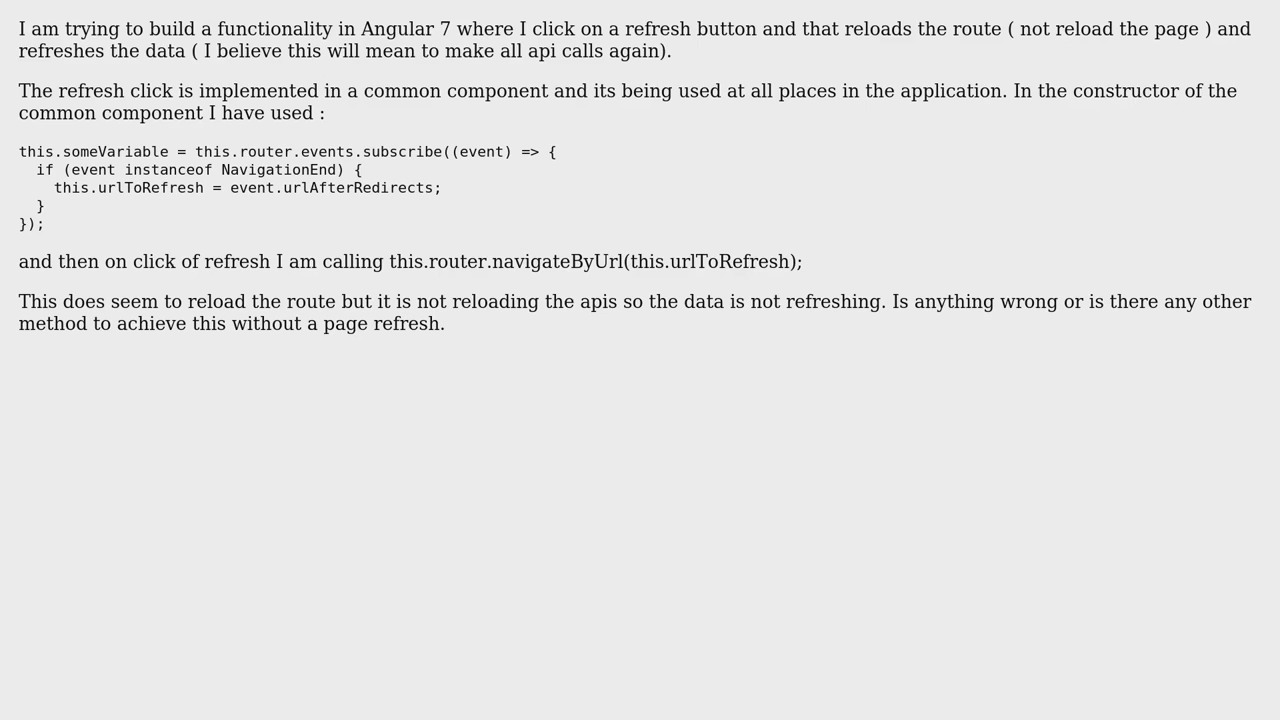 I am trying to build a functionality in Angular 7 where I click on a refresh button and that reloads the route ( not reload the page ) and
refreshes the data ( I believe this will mean to make all api calls again).
The refresh click is implemented in a common component and its being used at all places in the application. In the constructor of the
common component I have used :
this.someVariable = this.router.events.subscribe((event) => {
  if (event instanceof NavigationEnd) {
    this.urlToRefresh = event.urlAfterRedirects;
  }
});
and then on click of refresh I am calling this.router.navigateByUrl(this.urlToRefresh);
This does seem to reload the route but it is not reloading the apis so the data is not refreshing. Is anything wrong or is there any other
method to achieve this without a page refresh.